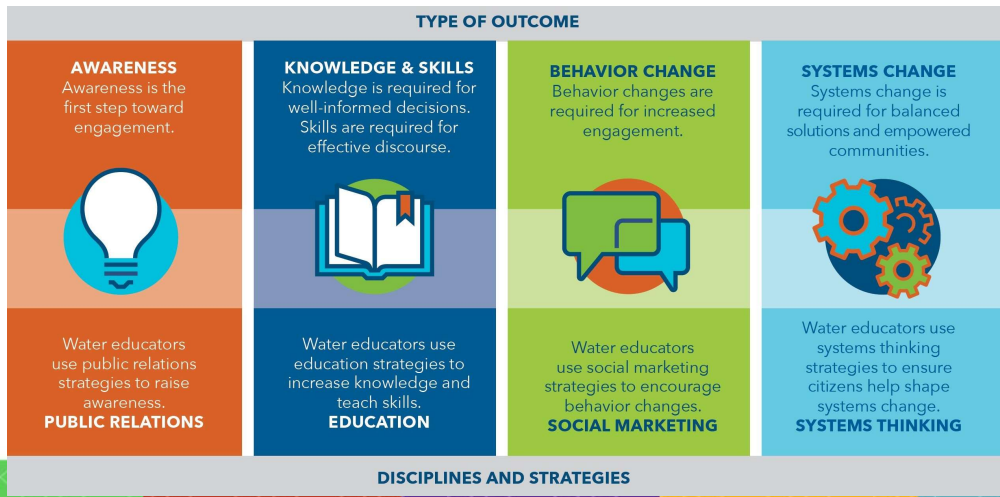 TYPE OF OUTCOME
AWARENESS
Awareness is the
first step toward
engagement.
KNOWLEDGE & SKILLS
Knowledge is required for
well-informed decisions.
Skills are required for
effective discourse.
BEHAVIOR CHANGE
Behavior changes are
required for increased
engagement.
SYSTEMS CHANGE
Systems change is
required for balanced
solutions and empowered
communities.
Water educators
use public relations
strategies to raise
awareness.
PUBLIC RELATIONS
Water educators use
education strategies to
increase knowledge and
teach skills.
EDUCATION
Water educators
use social marketing
strategies to encourage
behavior changes.
SOCIAL MARKETING
Water educators use
systems thinking
strategies to ensure
citizens help shape
systems change.
SYSTEMS THINKING
DISCIPLINES AND STRATEGIES